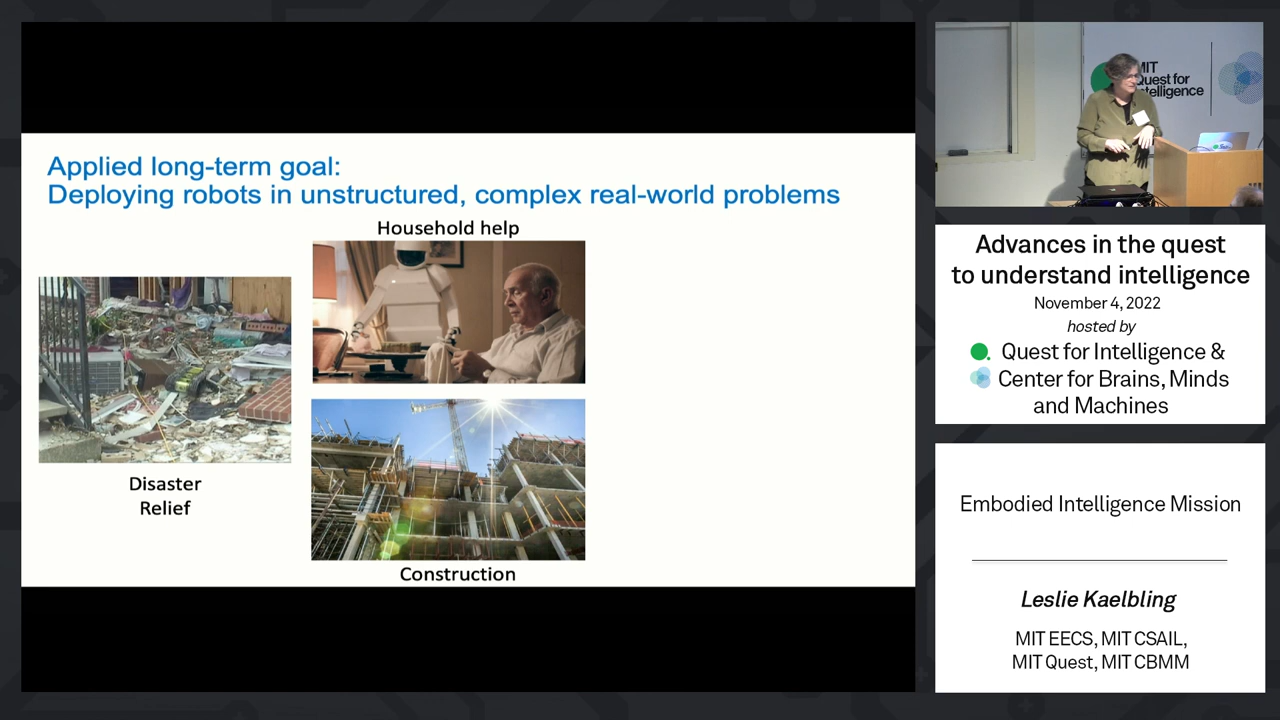 Applied long-term goal:
Deploying robots in unstructured, complex real-world problems
Household help
Disaster
Relief
Construction
MIT
Quest for
Intelligence
Advances in the quest
to understand intelligence
November 4, 2022
hosted by
Quest for Intelligence &
Center for Brains, Minds
and Machines
Embodied Intelligence Mission
Leslie Kaelbling
MIT EECS, MIT CSAIL,
MIT Quest, MIT CBMM